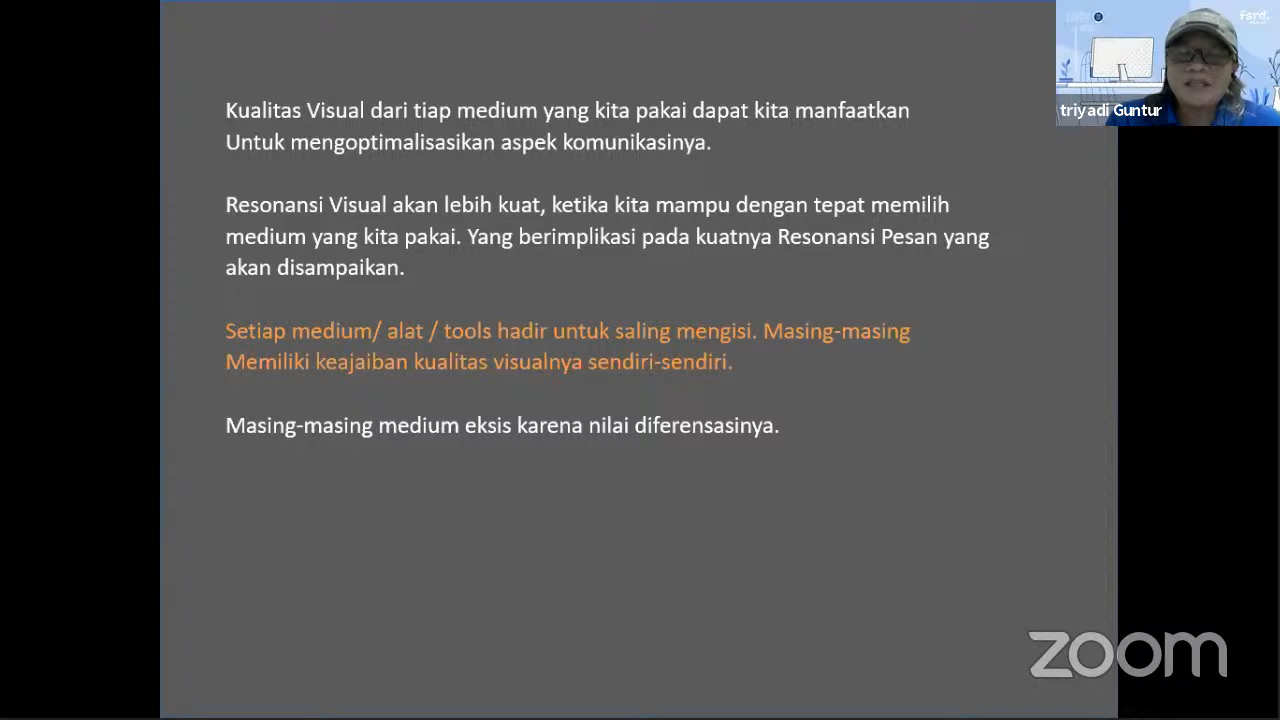 fsrd.
triyadi Guntur
Kualitas Visual dari tiap medium yang kita pakai dapat kita manfaatkan
Untuk mengoptimalisasikan aspek komunikasinya.
Resonansi Visual akan lebih kuat, ketika kita mampu dengan tepat memilih
medium yang kita pakai. Yang berimplikasi pada kuatnya Resonansi Pesan yang
akan disampaikan.
Setiap medium/ alat / tools hadir untuk saling mengisi. Masing-masing
Memiliki keajaiban kualitas visualnya sendiri-sendiri.
Masing-masing medium eksis karena nilai diferensasinya.
zoom